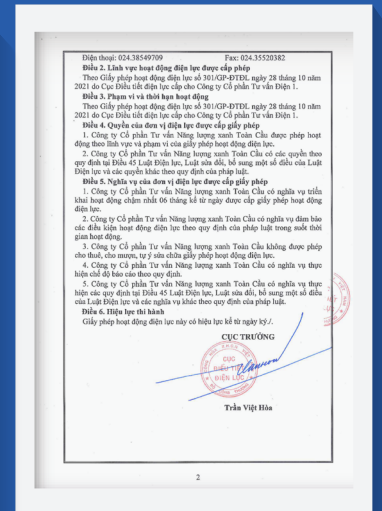 Điện thoại: 024.38549709 Fax: 024.35520382
Điều 2. Lĩnh vực hoạt động điện lực được cấp phép
Theo Giấy phép hoạt động điện lực số 301/GP-ĐTĐL ngày 28 tháng 10 năm
2021 do Cục Điều tiết điện lực cấp cho Công ty Cổ phần Tư vấn Điện 1.
Điều 3. Phạm vi và thời hạn hoạt động
Theo Giấy phép hoạt động điện lực số 301/GP-ĐTĐL ngày 28 tháng 10 năm
2021 do Cục Điều tiết điện lực cấp cho Công ty Cổ phần Tư vấn Điện 1.
Điều 4. Quyền của đơn vị điện lực được cấp giấy phép
1. Công ty Cổ phần Tư vấn Năng lượng xanh Toàn Cầu được phép hoạt
động theo lĩnh vực và phạm vi của giấy phép hoạt động điện lực.
2. Công ty Cổ phần Tư vấn Năng lượng xanh Toàn Cầu có các quyền theo
quy định tại Điều 45 Luật Điện lực, Luật sửa đổi, bổ sung một số điều của Luật
Điện lực và các quyền khác theo quy định của pháp luật.
Điều 5. Nghĩa vụ của đơn vị điện lực được cấp giấy phép
1. Công ty Cổ phần Tư vấn Năng lượng xanh Toàn Cầu có nghĩa vụ triển
khai hoạt động chậm nhất 06 tháng kể từ ngày được cấp giấy phép hoạt động
điện lực.
2. Công ty Cổ phần Tư vấn Năng lượng xanh Toàn Cầu có nghĩa vụ đảm bảo
các điều kiện hoạt động điện lực theo quy định của pháp luật trong suốt thời
gian hoạt động.
3. Công ty Cổ phần Tư vấn Năng lượng xanh Toàn Cầu không được phép
cho thuê, cho mượn, tự ý sửa chữa giấy phép hoạt động điện lực.
4. Công ty Cổ phần Tư vấn Năng lượng xanh Toàn Cầu có nghĩa vụ thực
hiện chế độ báo cáo theo quy định.
5. Công ty Cổ phần Tư vấn Năng lượng xanh Toàn Cầu có nghĩa vụ thực
hiện các quy định tại Điều 45 Luật Điện lực, Luật sửa đổi, bổ sung một số điều
của Luật Điện lực và các nghĩa vụ khác theo quy định của pháp luật.
Điều 6. Hiệu lực thi hành
Giấy phép hoạt động điện lực này có hiệu lực kể từ ngày ký./.
CỤC TRƯỞNG
CỤC
ĐIỀU TIẾT
ĐIỆN LỰC
Trần Việt Hòa
2